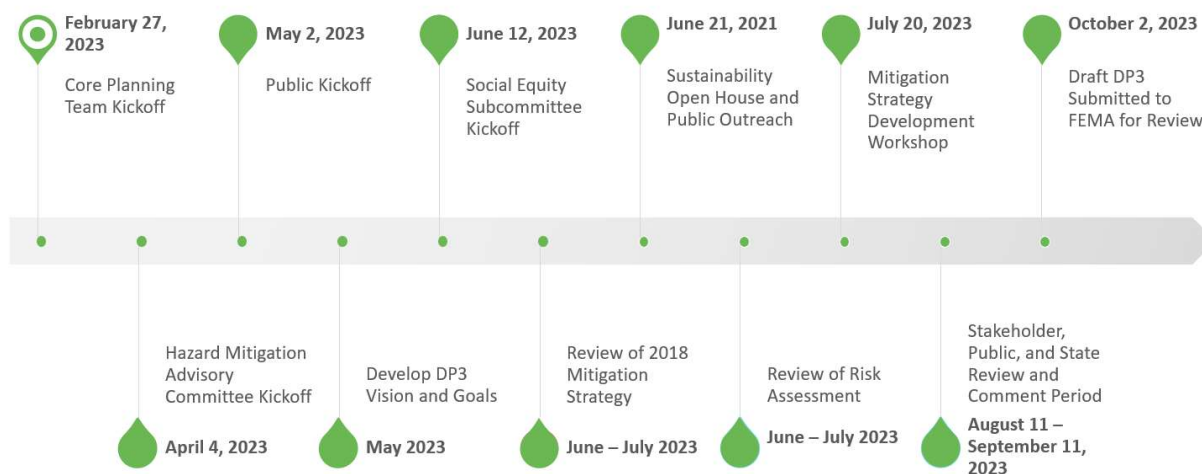 February 27,
2023
Core Planning
Team Kickoff
May 2, 2023
Public Kickoff
June 12, 2023
Social Equity
Subcommittee
Kickoff
June 21, 2021
Sustainability
Open House and
Public Outreach
July 20, 2023
Mitigation
Strategy
Development
Workshop
October 2, 2023
Draft DP3
Submitted to
FEMA for Review
Hazard Mitigation
Advisory
Committee Kickoff
April 4, 2023
Develop DP3
Vision and Goals
May 2023
Review of 2018
Mitigation
Strategy
June – July 2023
Review of Risk
Assessment
June – July 2023
Stakeholder,
Public, and State
Review and
Comment Period
August 11 –
September 11,
2023